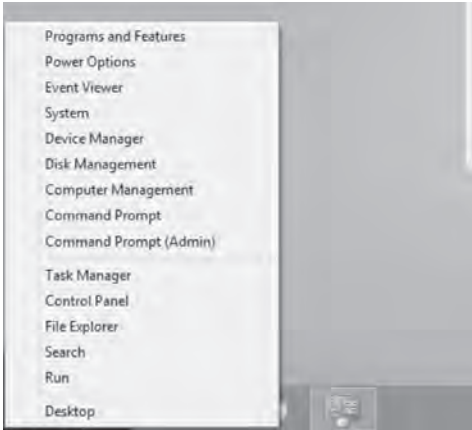 Programs and Features
Power Options
Event Viewer
System
Device Manager
Disk Management
Computer Management
Command Prompt
Command Prompt (Admin)
Task Manager
Control Panel
File Explorer
Search
Run
Desktop